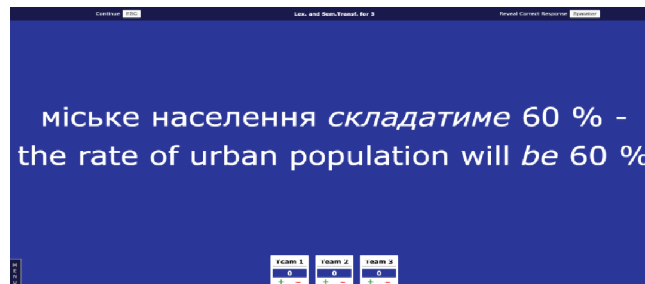 Continue ESC
Lex. and Sem.Transf. for 3
Reveal Correct Response Spacebar
міське населення складатиме 60 % -
the rate of urban population will be 60 %
MENU
Team 1
Team 2
Team 3
0
0
0
+ -
+ -
+ -